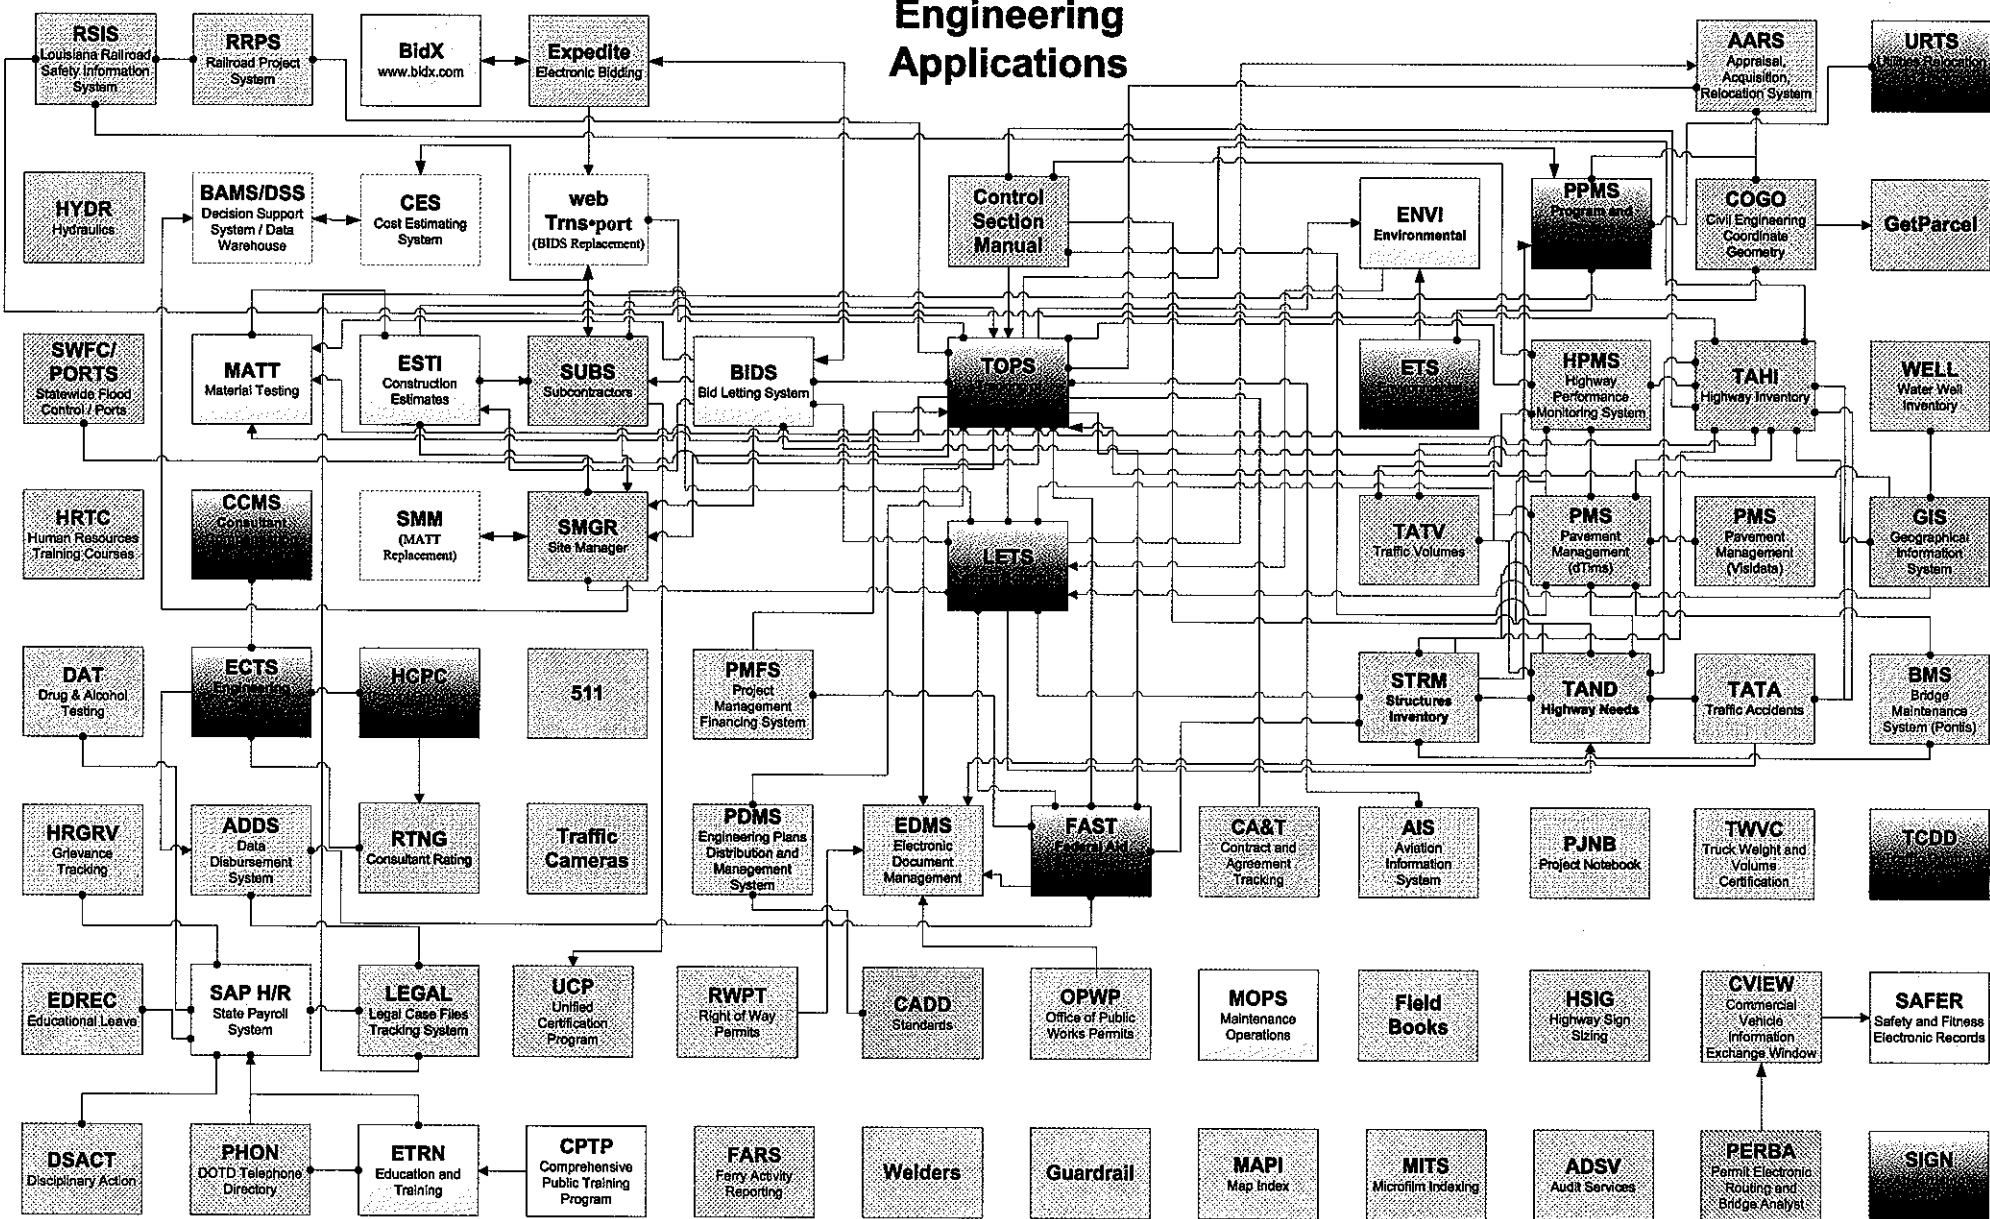 Engineering
Applications
RSIS
Louisiana Railroad
Safety Information
System
RRPS
Railroad Project
System
BidX
www.bidx.com
Expedite
Electronic Bidding
AARS
Appraisal,
Acquisition,
Relocation System
URTS
Utilities Relocation
HYDR
Hydraulics
BAMS/DSS
Decision Support
System / Data
Warehouse
CES
Cost Estimating
System
web
Trns•port
(BIDS Replacement)
Control
Section
Manual
ENVI
Environmental
PPMS
Program and
COGO
Civil Engineering
Coordinate
Geometry
GetParcel
SWFC/
PORTS
Statewide Flood
Control / Ports
MATT
Material Testing
ESTI
Construction
Estimates
SUBS
Subcontractors
BIDS
Bid Letting System
TOPS
ETS
Environmental
HPMS
Highway
Performance
Monitoring System
TAHI
Highway Inventory
WELL
Water Well
Inventory
HRTC
Human Resources
Training Courses
CCMS
Consultant
SMM
(MATT
Replacement)
SMGR
Site Manager
LETS
TATV
Traffic Volumes
PMS
Pavement
Management
(dTims)
PMS
Pavement
Management
(Visidata)
GIS
Geographical
Information
System
DAT
Drug & Alcohol
Testing
ECTS
Engineering
HCPC
511
PMFS
Project
Management
Financing System
STRM
Structures
Inventory
TAND
Highway Needs
TATA
Traffic Accidents
BMS
Bridge
Maintenance
System (Pontis)
HRGRV
Grievance
Tracking
ADDS
Data
Disbursement
System
RTNG
Consultant Rating
Traffic
Cameras
PDMS
Engineering Plans
Distribution and
Management
System
EDMS
Electronic
Document
Management
FAST
Federal Aid
CA&T
Contract and
Agreement
Tracking
AIS
Aviation
Information
System
PJNB
Project Notebook
TWVC
Truck Weight and
Volume
Certification
TCDD
EDREC
Educational Leave
SAP H/R
State Payroll
System
LEGAL
Legal Case Files
Tracking System
UCP
Unified
Certification
Program
RWPT
Right of Way
Permits
CADD
Standards
OPWP
Office of Public
Works Permits
MOPS
Maintenance
Operations
Field
Books
HSIG
Highway Sign
Sizing
CVIEW
Commercial
Vehicle
Information
Exchange Window
SAFER
Safety and Fitness
Electronic Records
DSACT
Disciplinary Action
PHON
DOTD Telephone
Directory
ETRN
Education and
Training
CPTP
Comprehensive
Public Training
Program
FARS
Ferry Activity
Reporting
Welders
Guardrail
MAPI
Map Index
MITS
Microfilm Indexing
ADSV
Audit Services
PERBA
Permit Electronic
Routing and
Bridge Analyst
SIGN